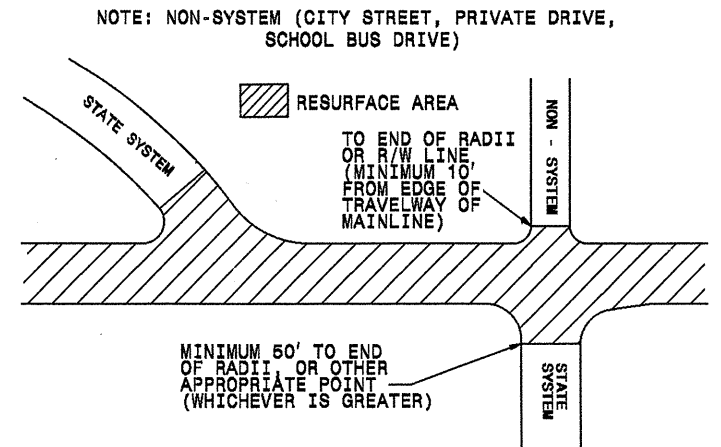 NOTE: NON-SYSTEM (CITY STREET, PRIVATE DRIVE,
SCHOOL BUS DRIVE)
STATE SYSTEM
RESURFACE AREA
TO END OF RADII
OR R/W LINE,
(MINIMUM 10'
FROM EDGE OF
TRAVELWAY OF
MAINLINE)
NON - SYSTEM
MINIMUM 50' TO END
OF RADII, OR OTHER
APPROPRIATE POINT
(WHICHEVER IS GREATER)
STATE
SYSTEM